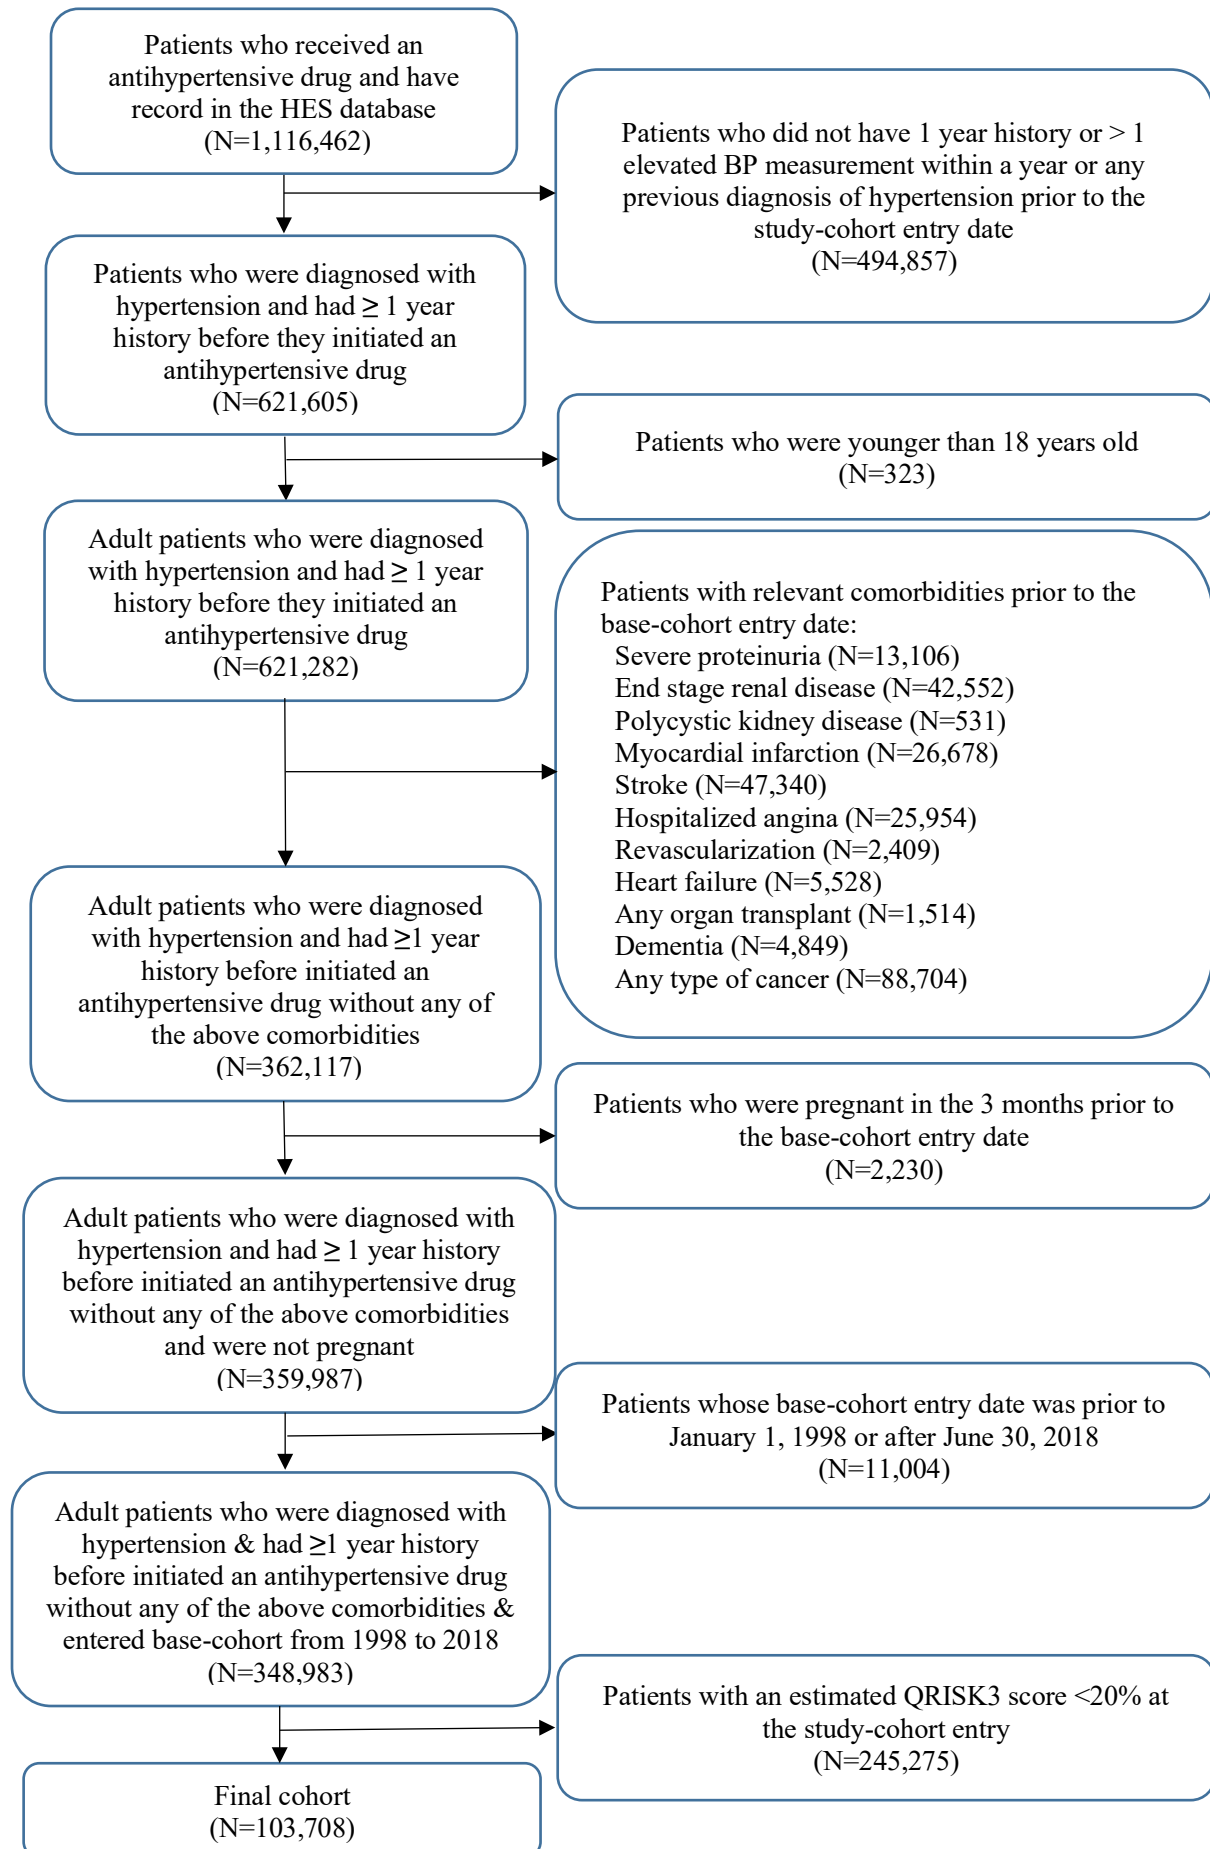 Patients who received an
antihypertensive drug and have
record in the HES database
(N=1,116,462)
Patients who did not have 1 year history or > 1
elevated BP measurement within a year or any
previous diagnosis of hypertension prior to the
study-cohort entry date
(N=494,857)
Patients who were diagnosed with
hypertension and had ≥ 1 year
history before they initiated an
antihypertensive drug
(N=621,605)
Patients who were younger than 18 years old
(N=323)
Adult patients who were diagnosed
with hypertension and had ≥ 1 year
history before they initiated an
antihypertensive drug
(N=621,282)
Patients with relevant comorbidities prior to the
base-cohort entry date:
Severe proteinuria (N=13,106)
End stage renal disease (N=42,552)
Polycystic kidney disease (N=531)
Myocardial infarction (N=26,678)
Stroke (N=47,340)
Hospitalized angina (N=25,954)
Revascularization (N=2,409)
Heart failure (N=5,528)
Any organ transplant (N=1,514)
Dementia (N=4,849)
Any type of cancer (N=88,704)
Adult patients who were diagnosed
with hypertension and had ≥1 year
history before initiated an
antihypertensive drug without any of
the above comorbidities
(N=362,117)
Patients who were pregnant in the 3 months prior to
the base-cohort entry date
(N=2,230)
Adult patients who were diagnosed with
hypertension and had ≥ 1 year history
before initiated an antihypertensive drug
without any of the above comorbidities
and were not pregnant
(N=359,987)
Patients whose base-cohort entry date was prior to
January 1, 1998 or after June 30, 2018
(N=11,004)
Adult patients who were diagnosed with
hypertension & had ≥1 year history
before initiated an antihypertensive drug
without any of the above comorbidities &
entered base-cohort from 1998 to 2018
(N=348,983)
Patients with an estimated QRISK3 score <20% at
the study-cohort entry
(N=245,275)
Final cohort
(N=103,708)